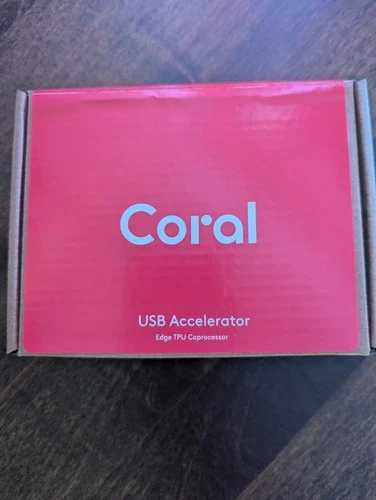 Coral
USB Accelerator
Edge TPU Coprocessor